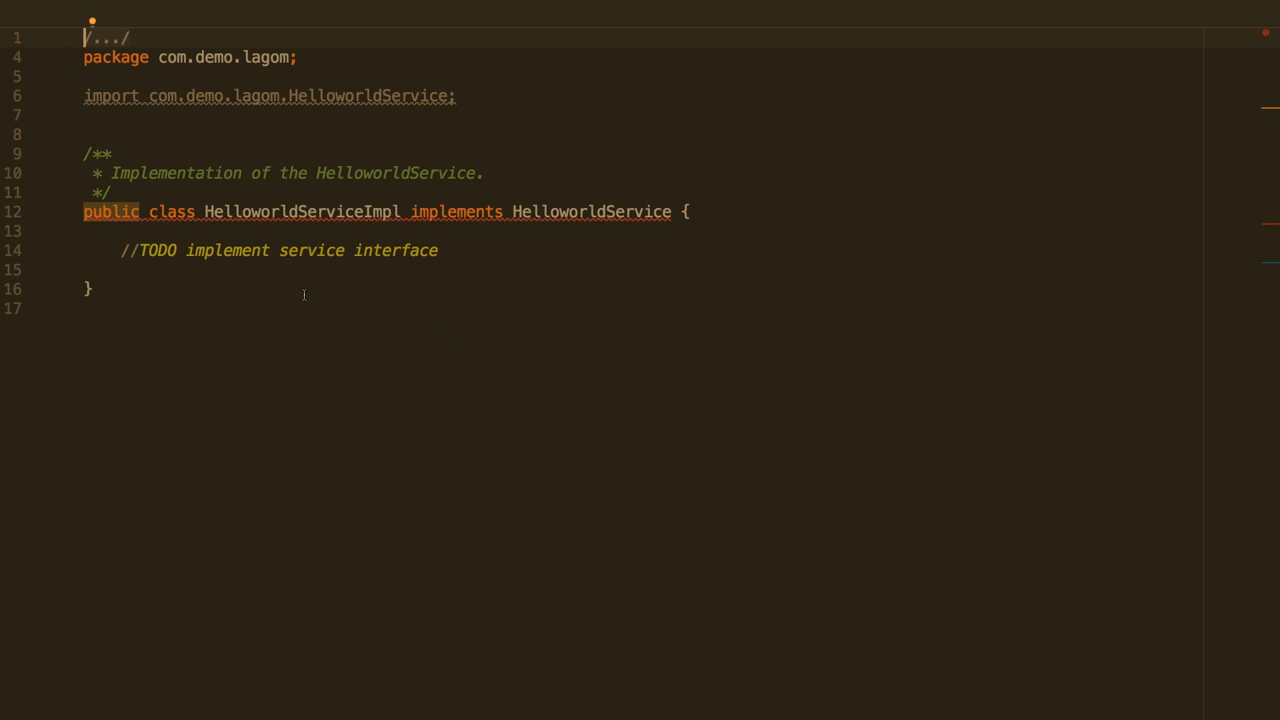 1 /.../
4 package com.demo.lagom;
5
6 import com.demo.lagom.HelloworldService;
7
8
9 /**
10 * Implementation of the HelloworldService.
11 */
12 public class HelloworldServiceImpl implements HelloworldService {
13
14 //TODO implement service interface
15
16 }
17